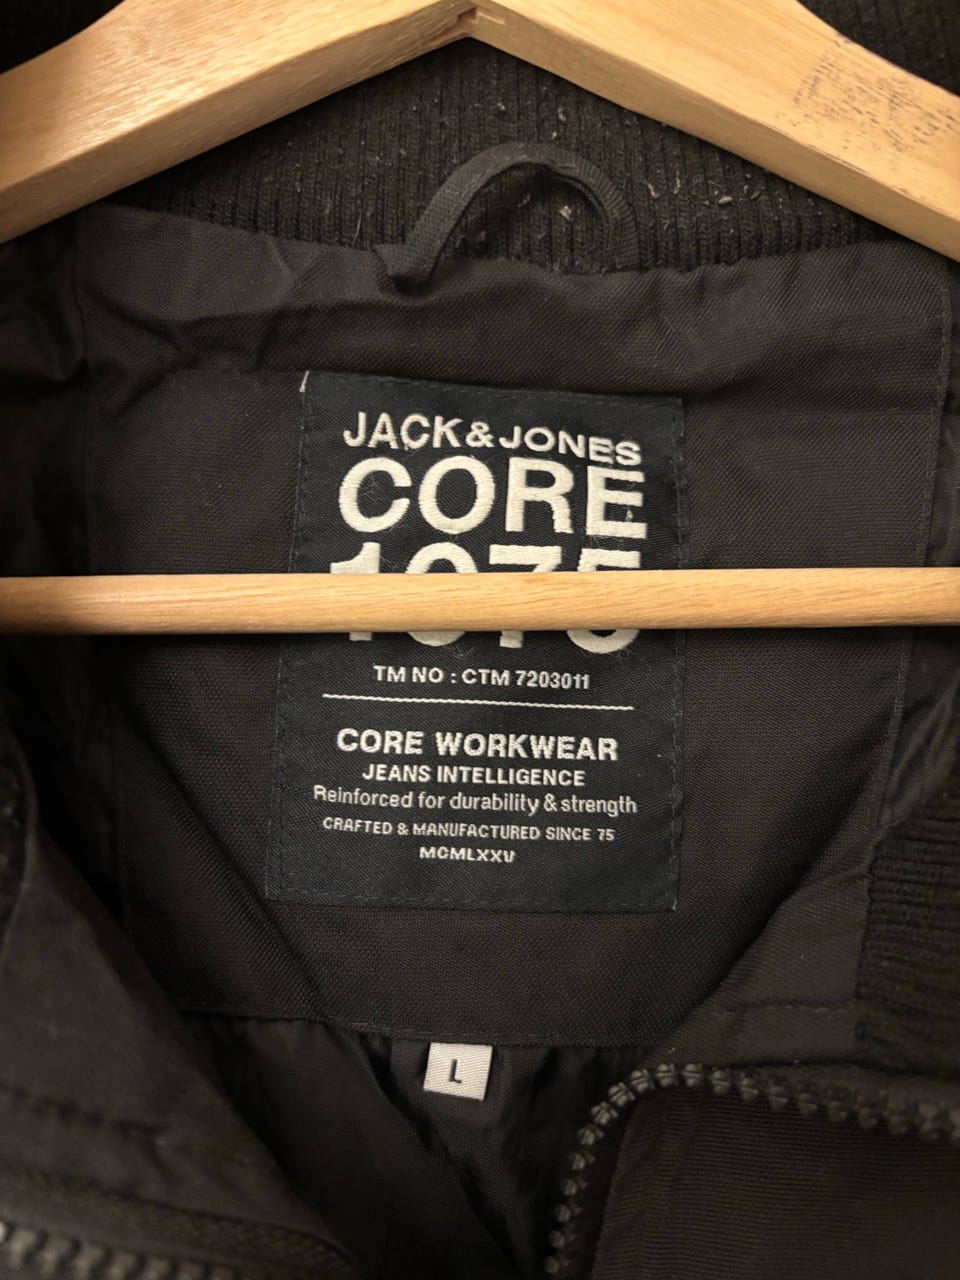 JACK & JONES
CORE
1975
TM NO : CTM 7203011
CORE WORKWEAR
JEANS INTELLIGENCE
Reinforced for durability & strength
CRAFTED & MANUFACTURED SINCE 75
MCMLXXV
L